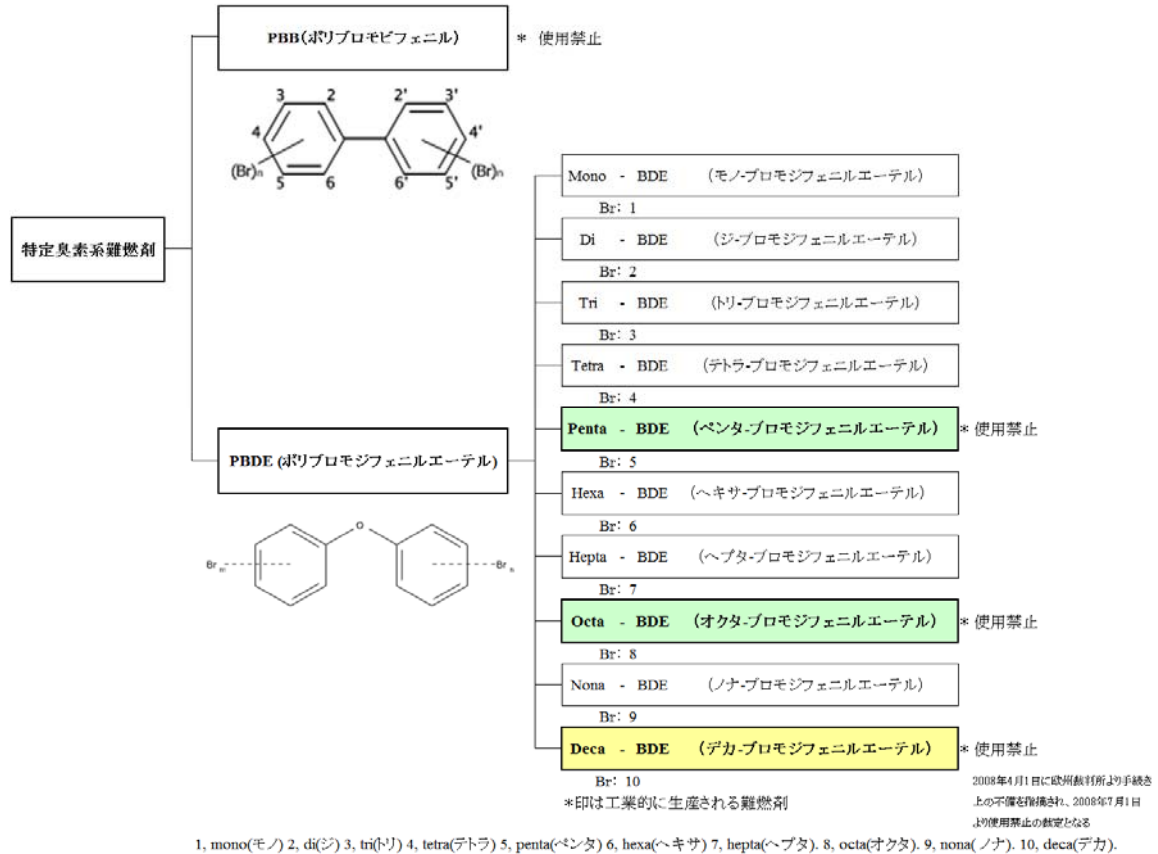 PBB(ポリブロモビフェニル)
* 使用禁止
3 2 2' 3'
4 4'
(Br)n (Br)n
5 6 6' 5'
特定臭素系難燃剤
PBDE (ポリブロモジフェニルエーテル)
O
Br m Br n
Mono - BDE (モノ-ブロモジフェニルエーテル)
Br: 1
Di - BDE (ジ-ブロモジフェニルエーテル)
Br: 2
Tri - BDE (トリ-ブロモジフェニルエーテル)
Br: 3
Tetra - BDE (テトラ-ブロモジフェニルエーテル)
Br: 4
Penta - BDE (ペンタ-ブロモジフェニルエーテル) * 使用禁止
Br: 5
Hexa - BDE (ヘキサ-ブロモジフェニルエーテル)
Br: 6
Hepta - BDE (ヘプタ-ブロモジフェニルエーテル)
Br: 7
Octa - BDE (オクタ-ブロモジフェニルエーテル) * 使用禁止
Br: 8
Nona - BDE (ノナ-ブロモジフェニルエーテル)
Br: 9
Deca - BDE (デカ-ブロモジフェニルエーテル) * 使用禁止
Br: 10
*印は工業的に生産される難燃剤
2008年4月1日に欧州裁判所より手続き
上の不備を指摘され、2008年7月1日
より使用禁止の裁定となる
1, mono(モノ) 2, di(ジ) 3, tri(トリ) 4, tetra(テトラ) 5, penta(ペンタ) 6, hexa(ヘキサ) 7, hepta(ヘプタ). 8, octa(オクタ). 9, nona(ノナ). 10, deca(デカ).